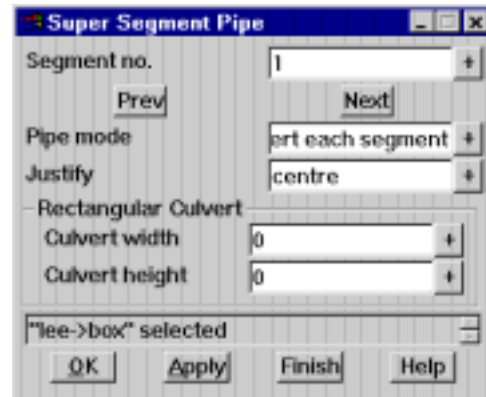 Super Segment Pipe
Segment no. 1 +
Prev Next
Pipe mode ert each segment +
Justify centre +
Rectangular Culvert
Culvert width 0 +
Culvert height 0 +
"lee->box" selected
OK Apply Finish Help